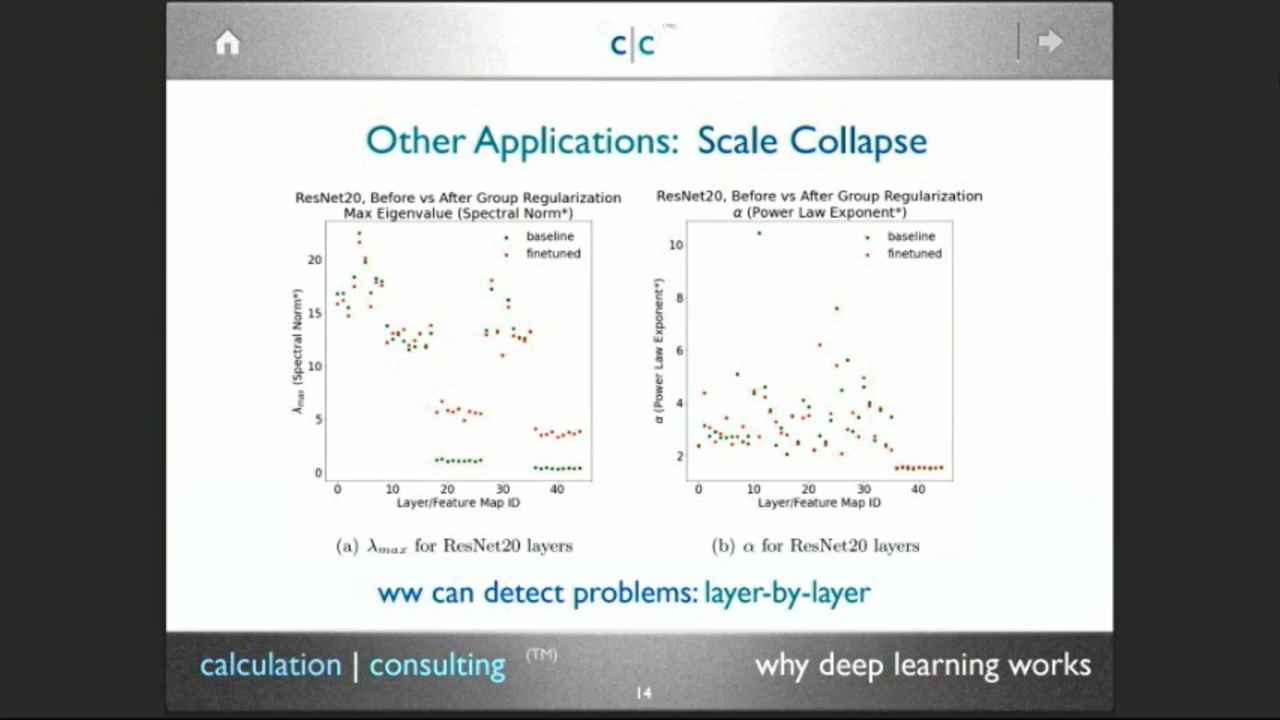 c|c (TM)
Other Applications: Scale Collapse
ResNet20, Before vs After Group Regularization
Max Eigenvalue (Spectral Norm*)
baseline
finetuned
20
15
10
5
0
λmax (Spectral Norm*)
0 10 20 30 40
Layer/Feature Map ID
(a) λmax for ResNet20 layers
ResNet20, Before vs After Group Regularization
α (Power Law Exponent*)
baseline
finetuned
10
8
6
4
2
α (Power Law Exponent*)
0 10 20 30 40
Layer/Feature Map ID
(b) α for ResNet20 layers
ww can detect problems: layer-by-layer
calculation | consulting (TM)
why deep learning works
14